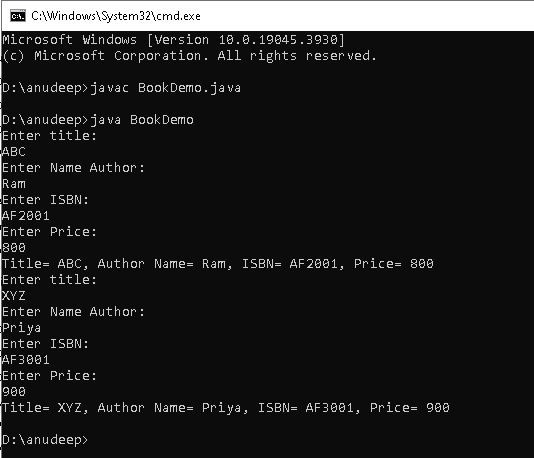 C:\Windows\System32\cmd.exe
Microsoft Windows [Version 10.0.19045.3930]
(c) Microsoft Corporation. All rights reserved.
D:\anudeep>javac BookDemo.java
D:\anudeep>java BookDemo
Enter title:
ABC
Enter Name Author:
Ram
Enter ISBN:
AF2001
Enter Price:
800
Title= ABC, Author Name= Ram, ISBN= AF2001, Price= 800
Enter title:
XYZ
Enter Name Author:
Priya
Enter ISBN:
AF3001
Enter Price:
900
Title= XYZ, Author Name= Priya, ISBN= AF3001, Price= 900
D:\anudeep>